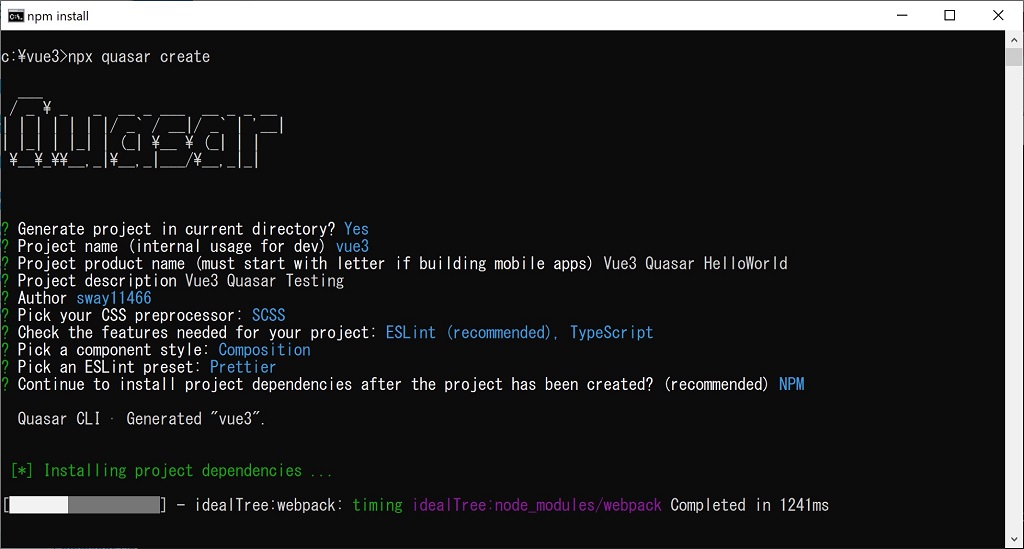 npm install
c:¥vue3>npx quasar create
Quasar
? Generate project in current directory? Yes
? Project name (internal usage for dev) vue3
? Project product name (must start with letter if building mobile apps) Vue3 Quasar HelloWorld
? Project description Vue3 Quasar Testing
? Author sway11466
? Pick your CSS preprocessor: SCSS
? Check the features needed for your project: ESLint (recommended), TypeScript
? Pick a component style: Composition
? Pick an ESLint preset: Prettier
? Continue to install project dependencies after the project has been created? (recommended) NPM
Quasar CLI · Generated "vue3".
[*] Installing project dependencies ...
[ ] - idealTree:webpack: timing idealTree:node_modules/webpack Completed in 1241ms